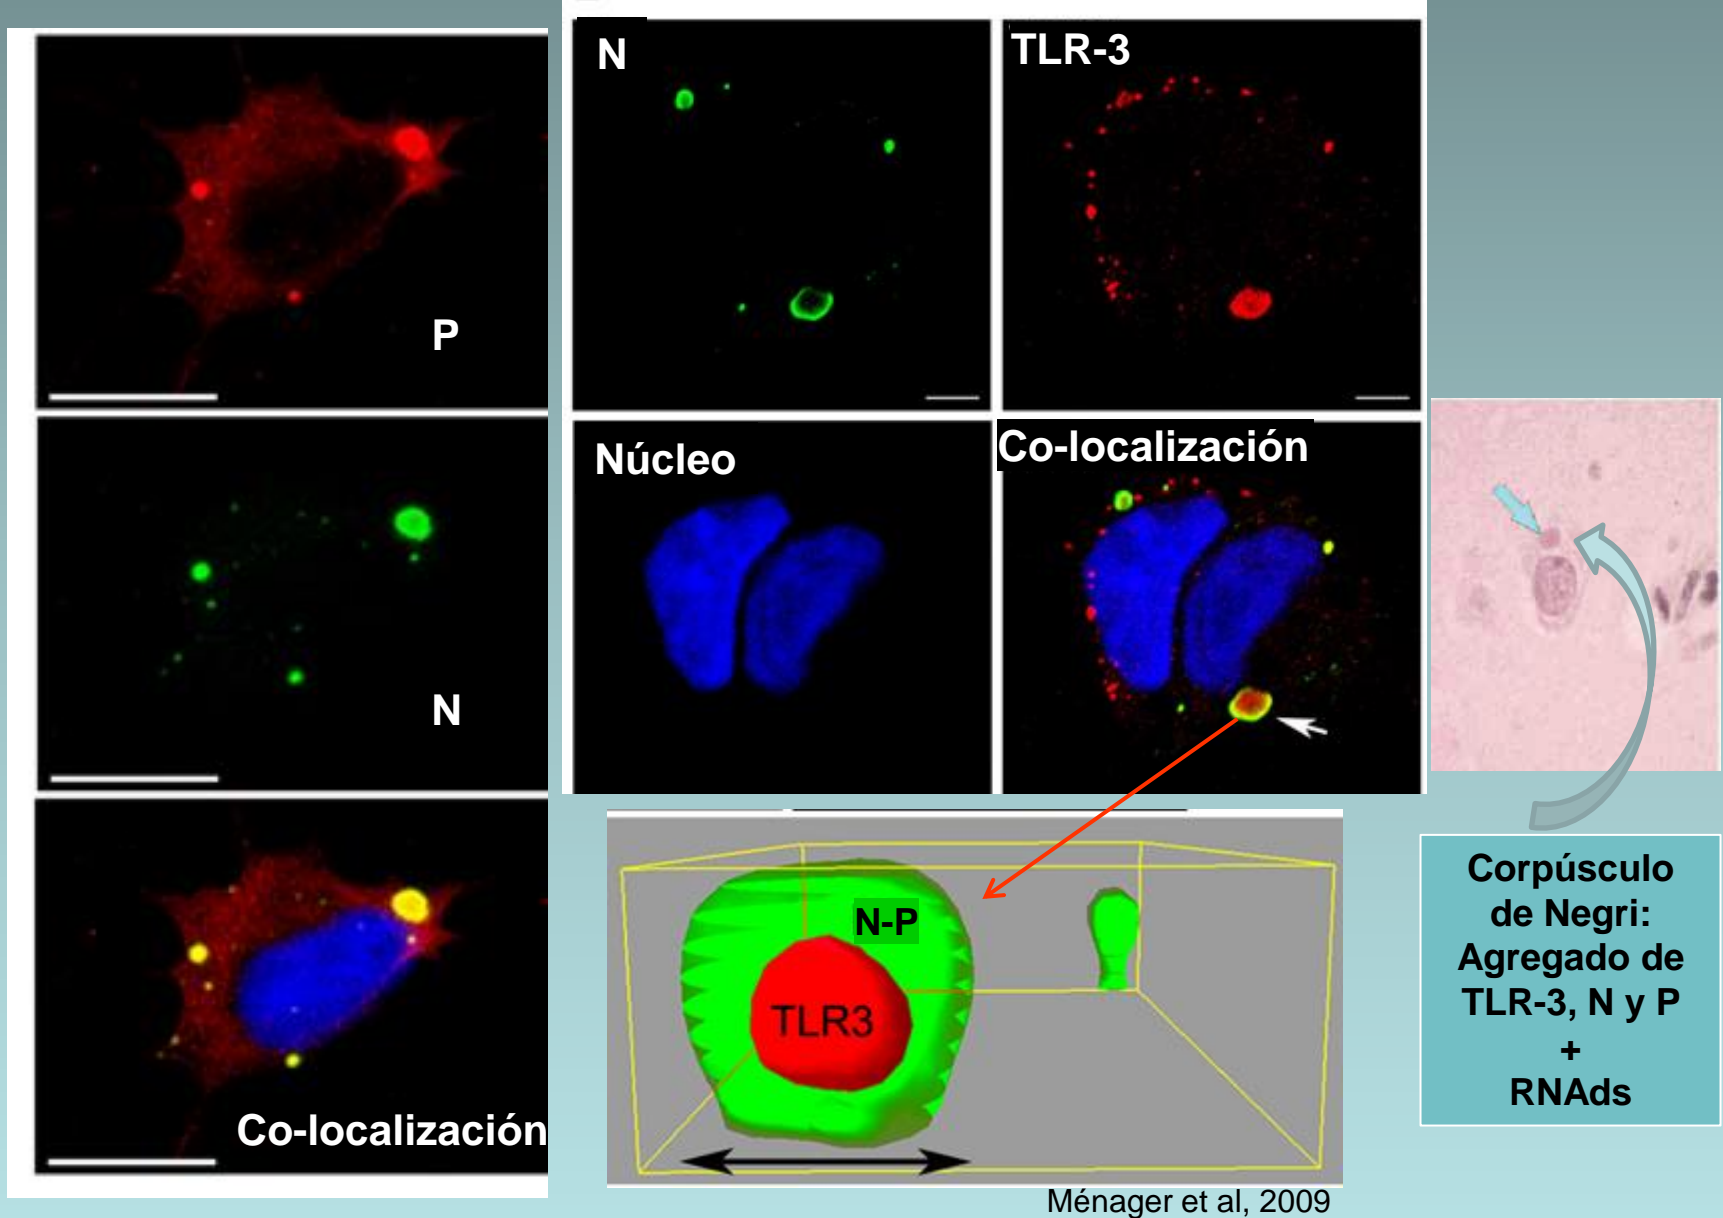 P
N
Co-localización
N
TLR-3
Núcleo
Co-localización
N-P
TLR3
Ménager et al, 2009
Corpúsculo
de Negri:
Agregado de
TLR-3, N y P
+
RNAds